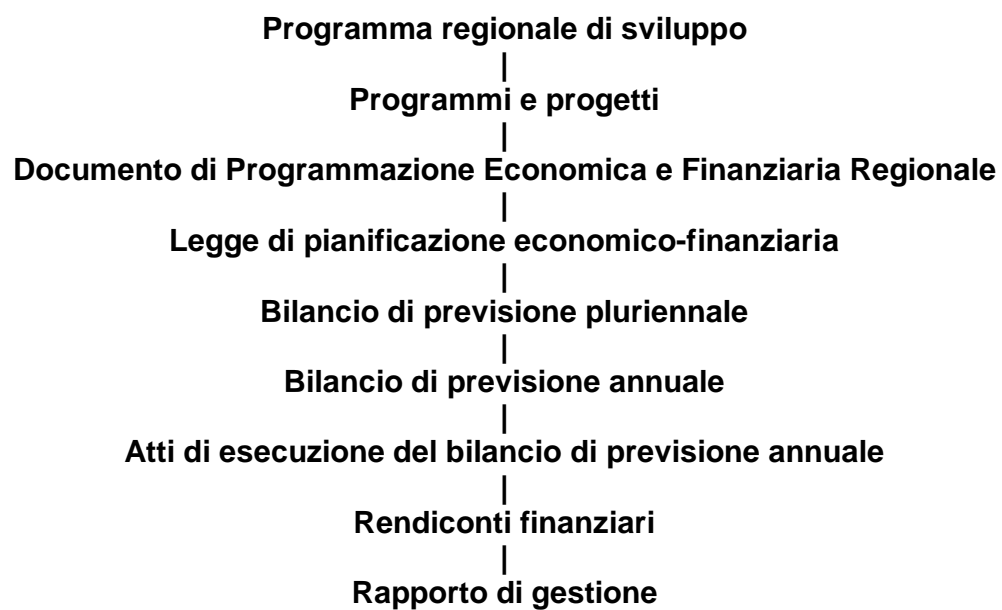 Programma regionale di sviluppo
Programmi e progetti
Documento di Programmazione Economica e Finanziaria Regionale
Legge di pianificazione economico-finanziaria
Bilancio di previsione pluriennale
Bilancio di previsione annuale
Atti di esecuzione del bilancio di previsione annuale
Rendiconti finanziari
Rapporto di gestione